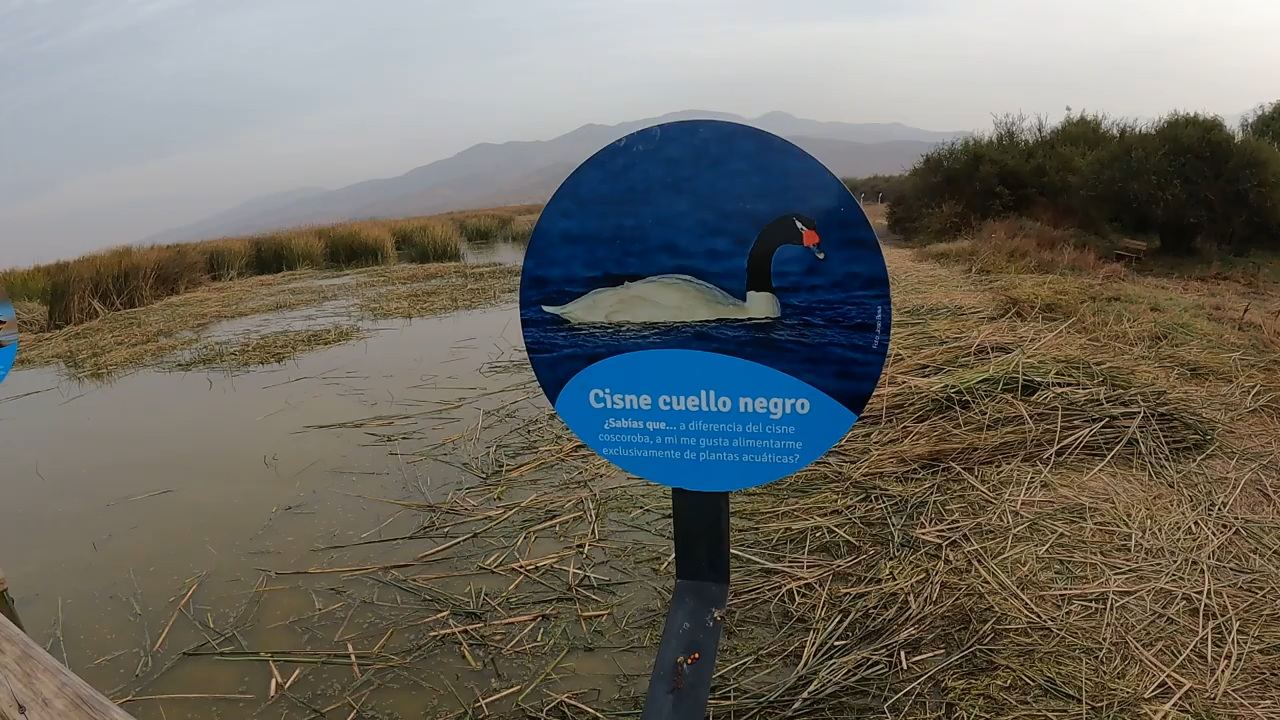 Cisne cuello negro
¿Sabías que... a diferencia del cisne
coscoroba, a mi me gusta alimentarme
exclusivamente de plantas acuáticas?